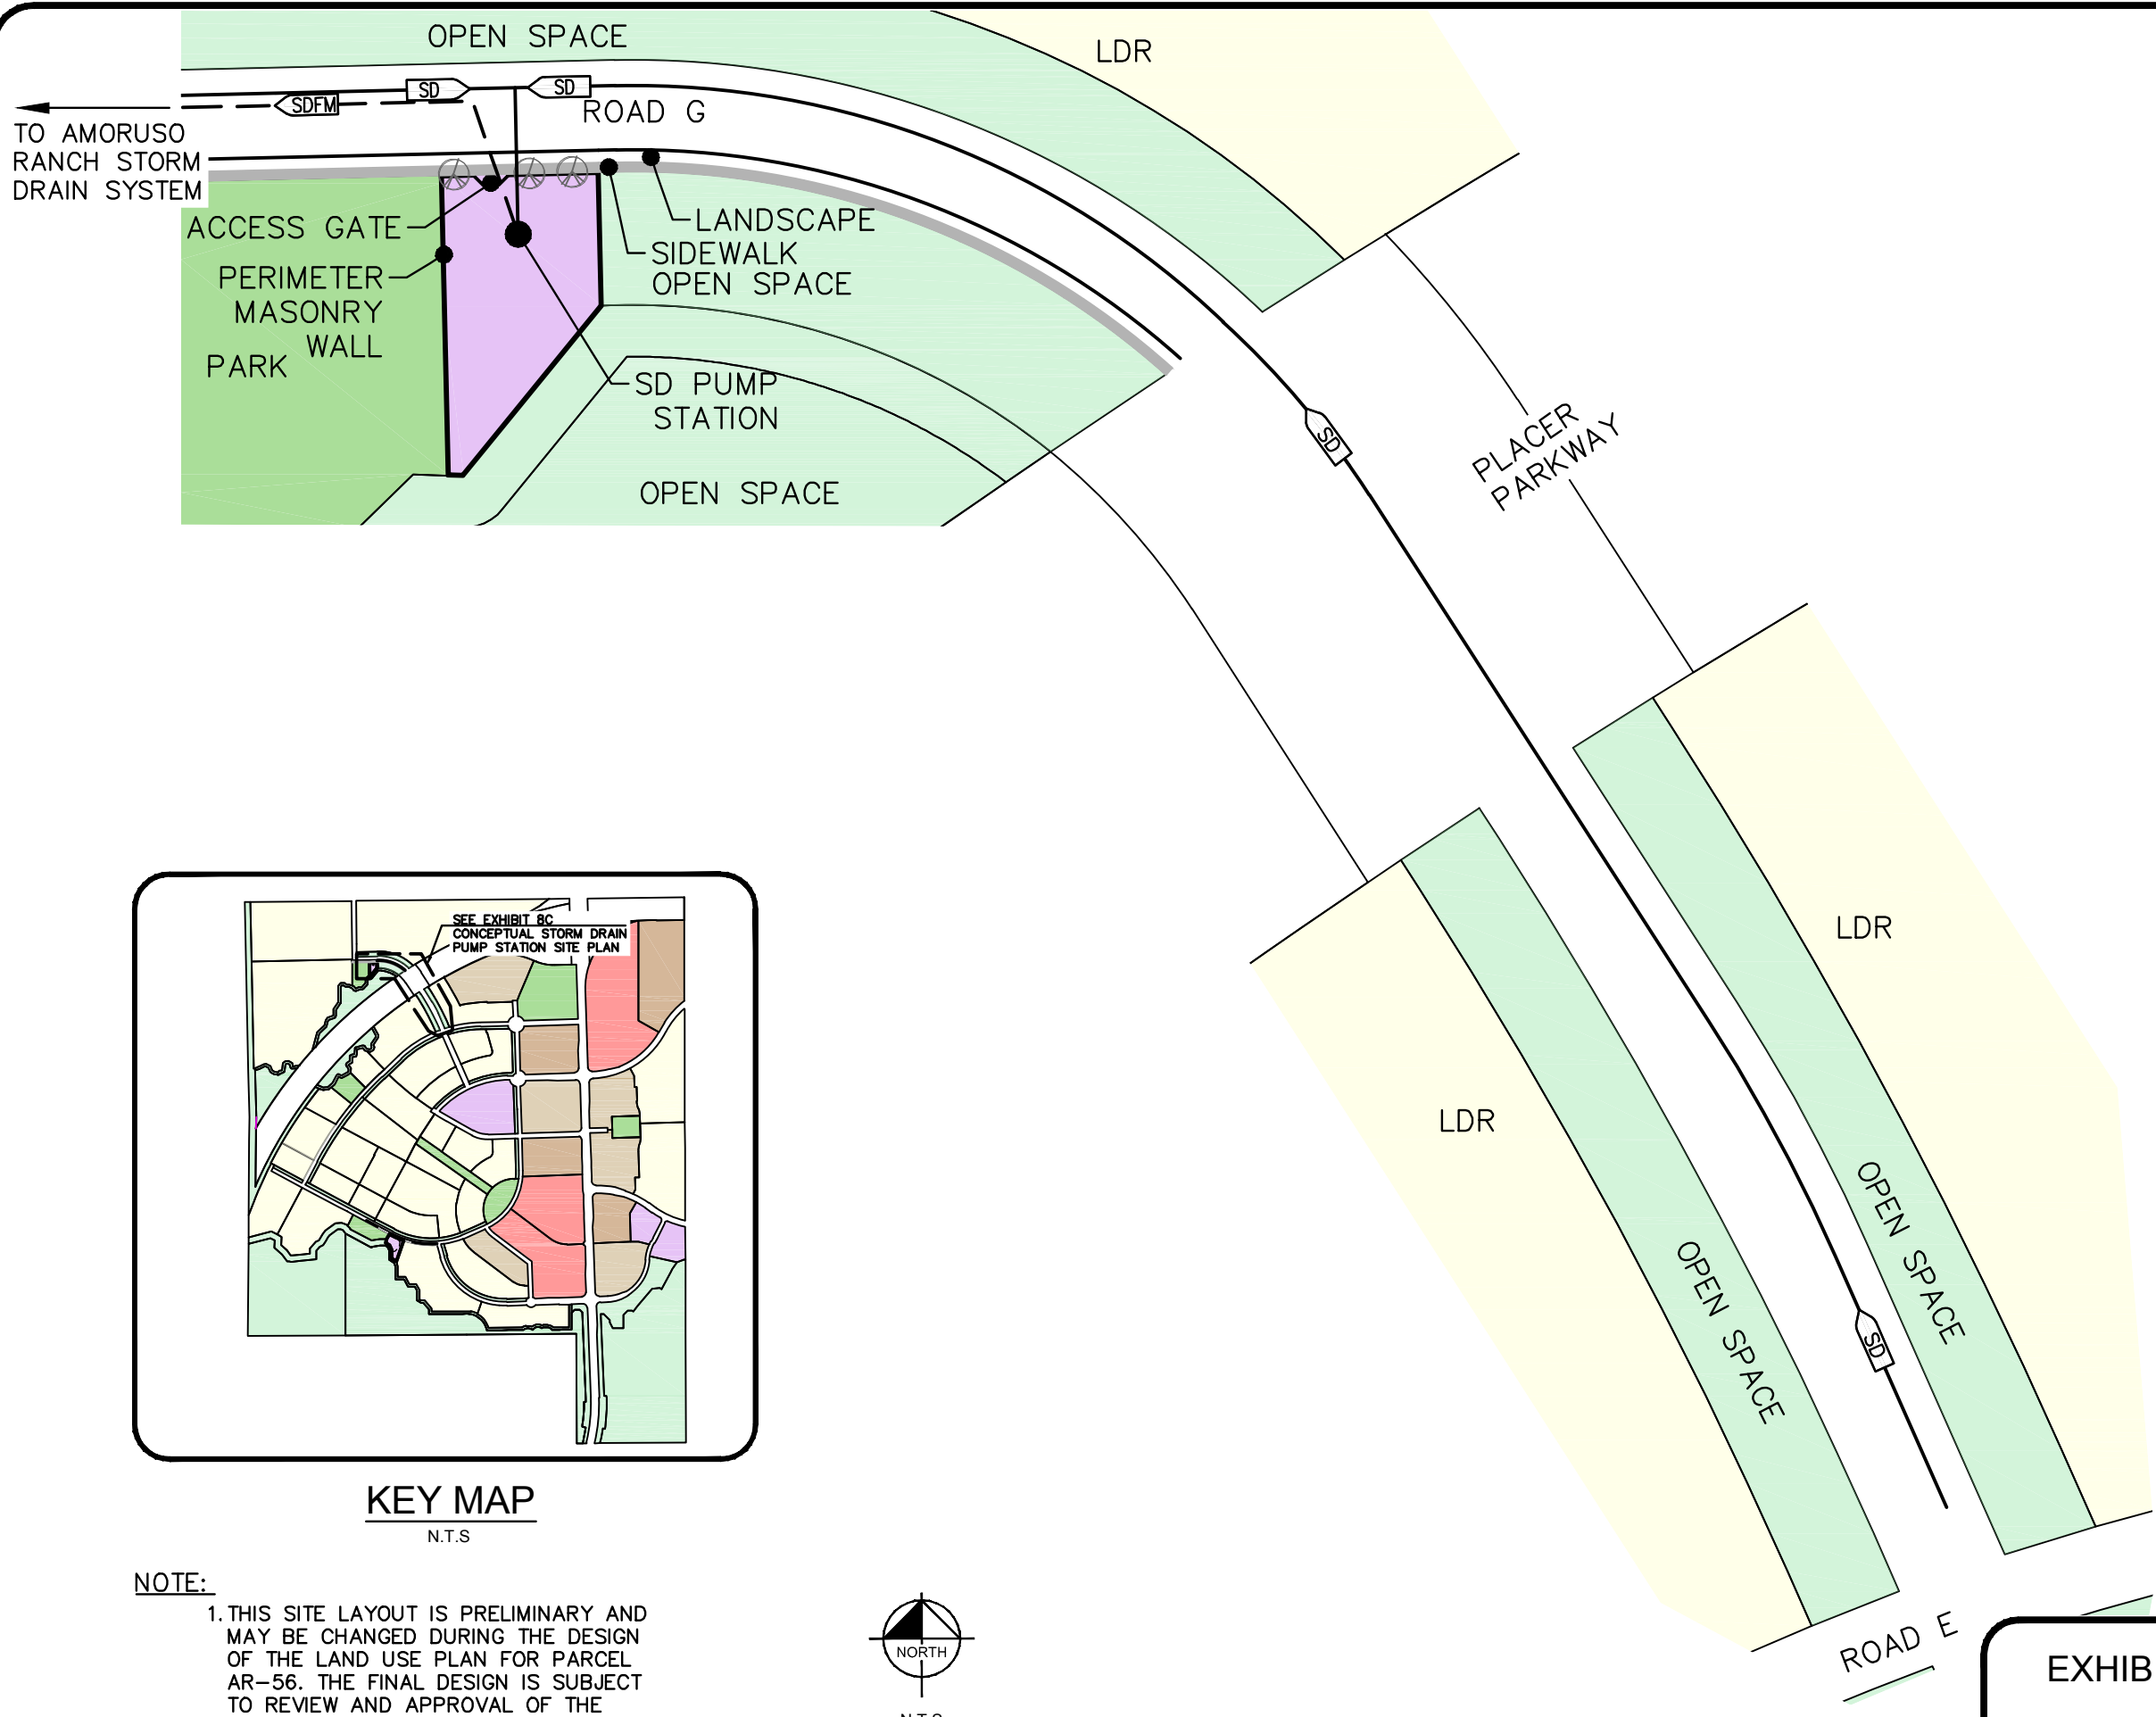 OPEN SPACE
LDR
SD
SD
SDFM
ROAD G
TO AMORUSO
RANCH STORM
DRAIN SYSTEM
ACCESS GATE
LANDSCAPE
SIDEWALK
OPEN SPACE
PERIMETER
MASONRY
WALL
PARK
SD PUMP
STATION
OPEN SPACE
SD
PLACER
PARKWAY
SEE EXHIBIT 8C
CONCEPTUAL STORM DRAIN
PUMP STATION SITE PLAN
LDR
LDR
OPEN SPACE
OPEN SPACE
SD
KEY MAP
N.T.S
NOTE:
1. THIS SITE LAYOUT IS PRELIMINARY AND
MAY BE CHANGED DURING THE DESIGN
OF THE LAND USE PLAN FOR PARCEL
AR-56. THE FINAL DESIGN IS SUBJECT
TO REVIEW AND APPROVAL OF THE
NORTH
N.T.S
ROAD E
EXHIB